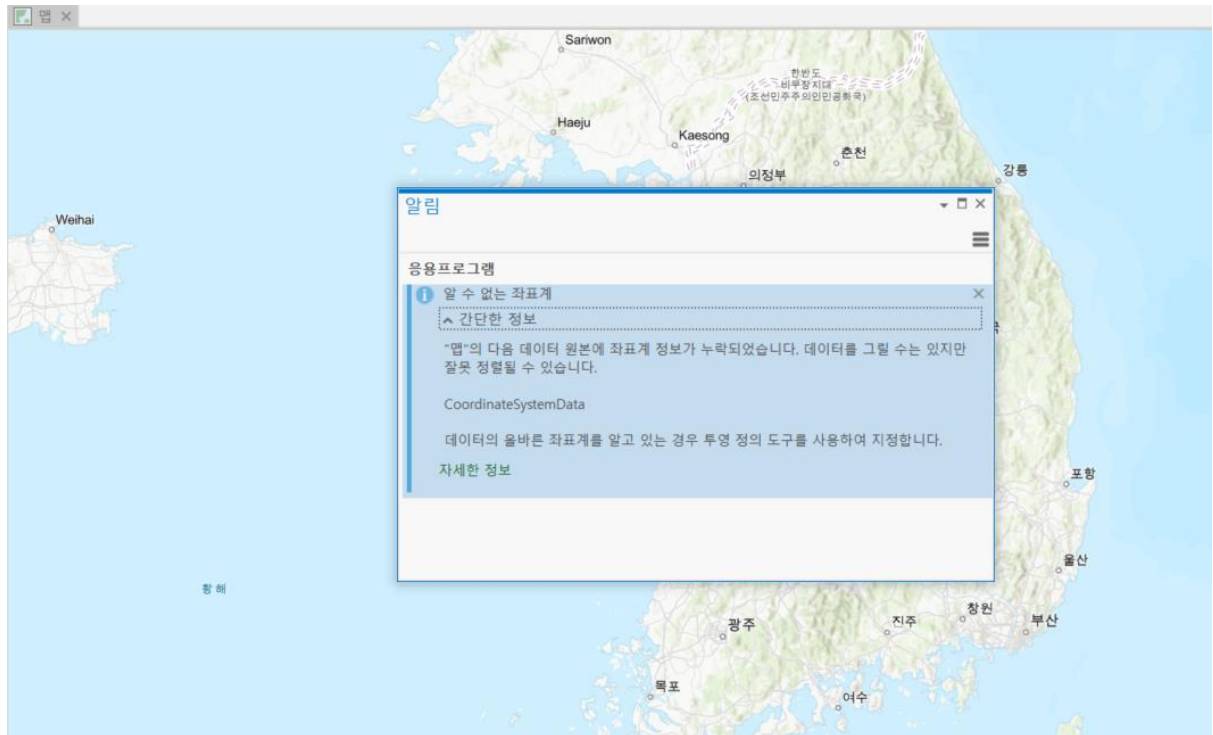 맵
Sariwon
한반도
비무장지대
(조선민주주의인민공화국)
Haeju
Kaesong
춘천
의정부
강릉
Weihai
알림
응용프로그램
알 수 없는 좌표계
간단한 정보
"맵"의 다음 데이터 원본에 좌표계 정보가 누락되었습니다. 데이터를 그릴 수는 있지만
잘못 정렬될 수 있습니다.
CoordinateSystemData
데이터의 올바른 좌표계를 알고 있는 경우 투영 정의 도구를 사용하여 지정합니다.
자세한 정보
포항
울산
황해
광주
진주
창원
부산
목포
여수